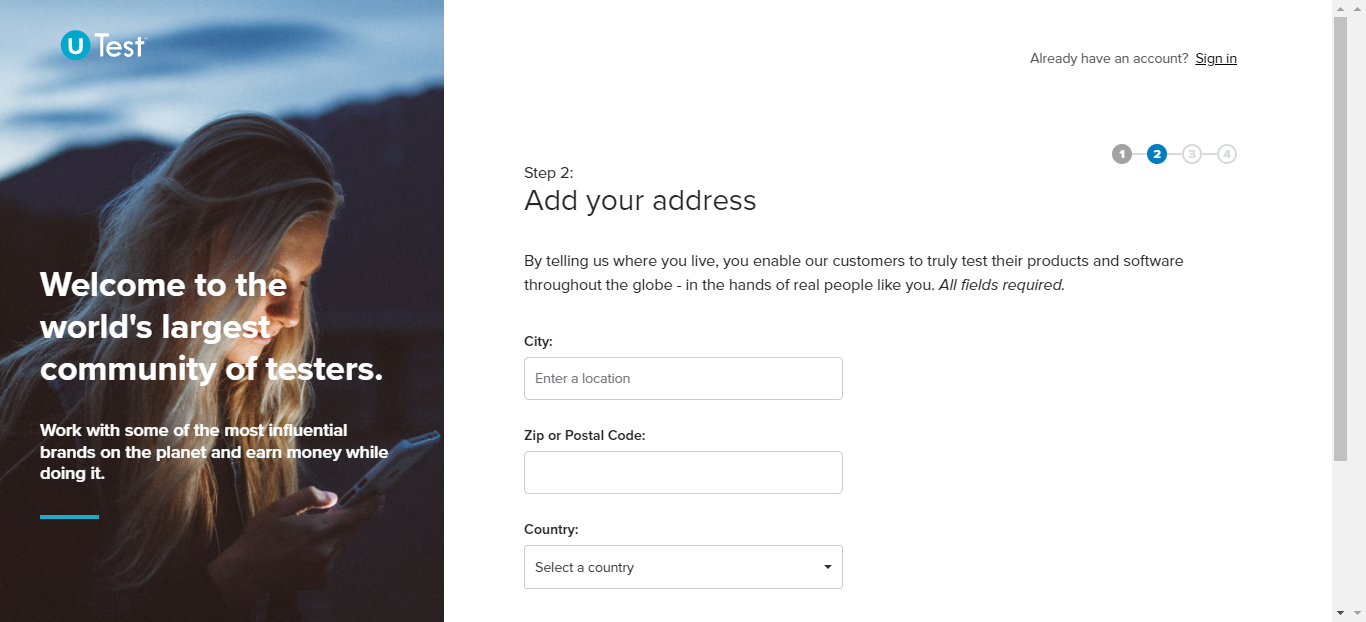 U Test
Welcome to the
world's largest
community of testers.
Work with some of the most influential
brands on the planet and earn money while
doing it.
Already have an account? Sign in
1 2 3 4
Step 2:
Add your address
By telling us where you live, you enable our customers to truly test their products and software
throughout the globe - in the hands of real people like you. All fields required.
City:
Enter a location
Zip or Postal Code:
Country:
Select a country